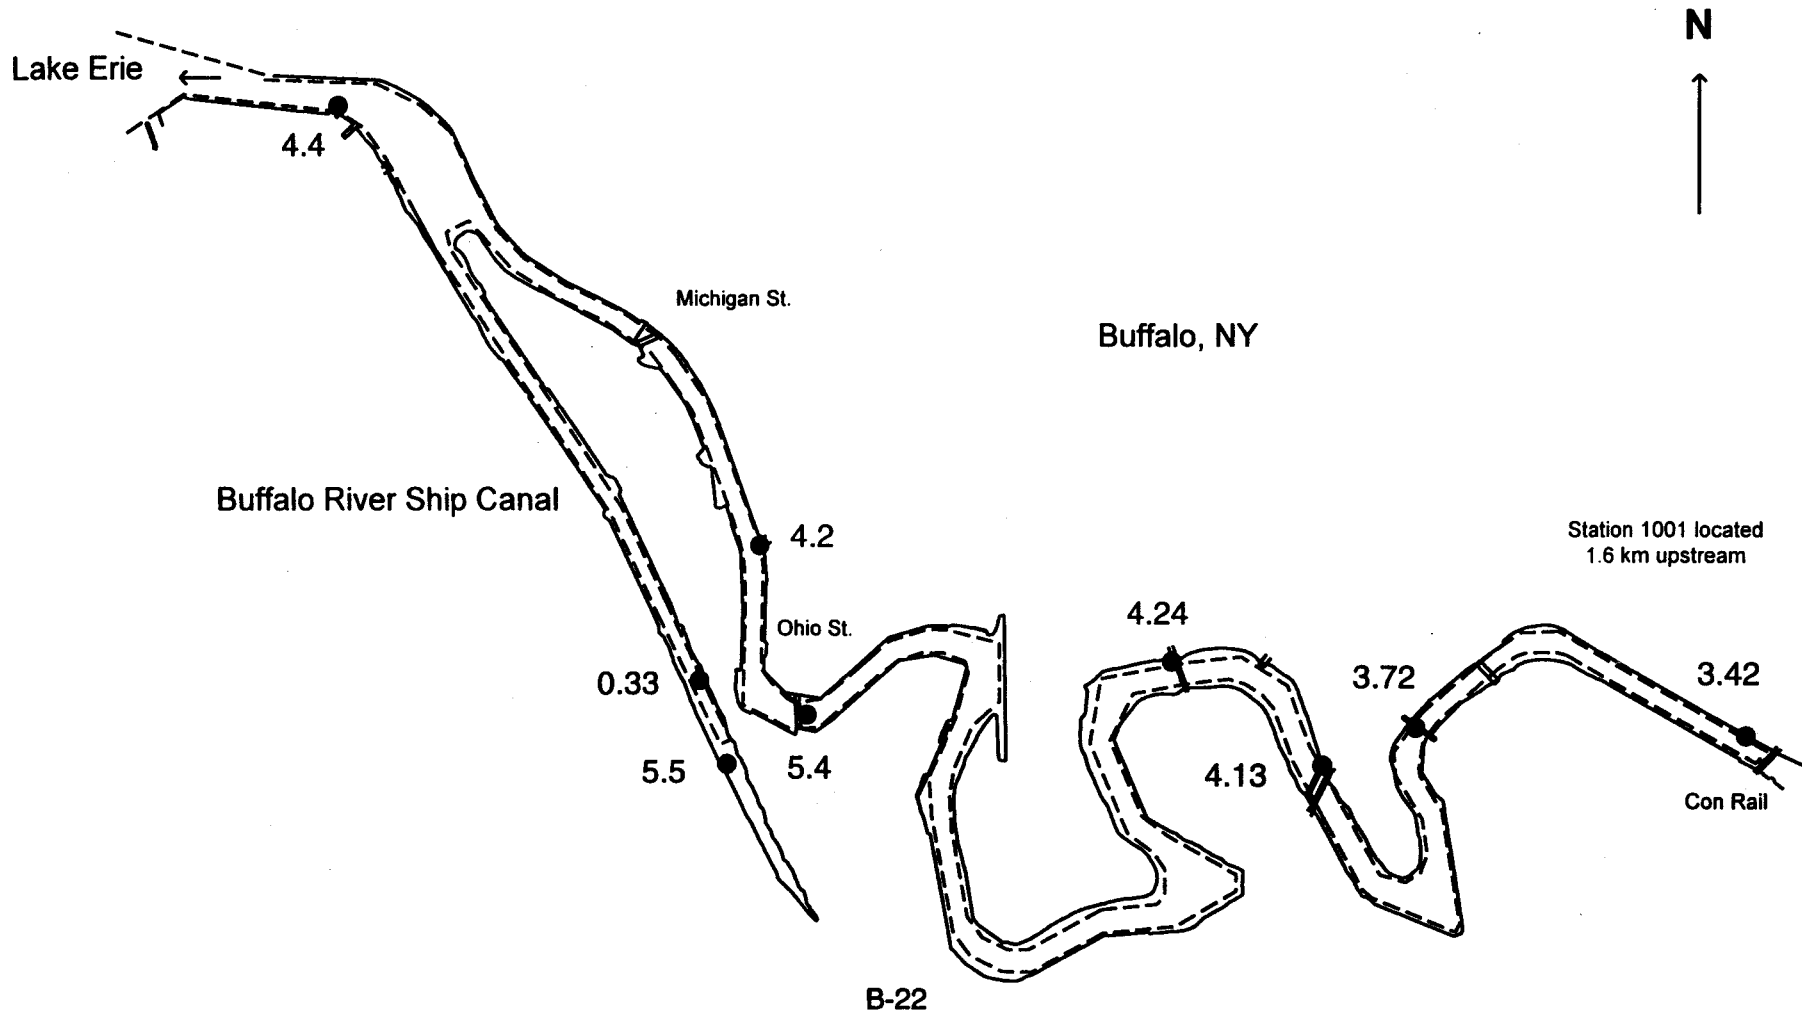 N
Lake Erie
4.4
Michigan St.
Buffalo, NY
Buffalo River Ship Canal
4.2
Station 1001 located
1.6 km upstream
4.24
Ohio St.
0.33
3.72
3.42
5.5
5.4
4.13
Con Rail
B-22